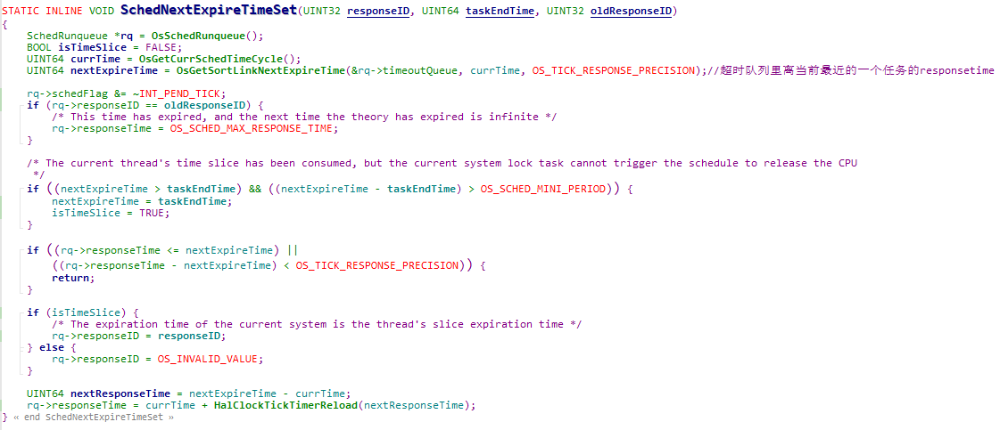 STATIC INLINE VOID SchedNextExpireTimeSet(UINT32 responseID, UINT64 taskEndTime, UINT32 oldResponseID)
{
    SchedRunqueue *rq = OsSchedRunqueue();
    BOOL isTimeSlice = FALSE;
    UINT64 currTime = OsGetCurrSchedTimeCycle();
    UINT64 nextExpireTime = OsGetSortLinkNextExpireTime(&rq->timeoutQueue, currTime, OS_TICK_RESPONSE_PRECISION);//超时队列里离当前最近的一个任务的responsetime
    rq->schedFlag &= ~INT_PEND_TICK;
    if (rq->responseID == oldResponseID) {
        /* This time has expired, and the next time the theory has expired is infinite */
        rq->responseTime = OS_SCHED_MAX_RESPONSE_TIME;
    }
    /* The current thread's time slice has been consumed, but the current system lock task cannot trigger the schedule to release the CPU
     */
    if ((nextExpireTime > taskEndTime) && ((nextExpireTime - taskEndTime) > OS_SCHED_MINI_PERIOD)) {
        nextExpireTime = taskEndTime;
        isTimeSlice = TRUE;
    }
    if ((rq->responseTime <= nextExpireTime) ||
        ((rq->responseTime - nextExpireTime) < OS_TICK_RESPONSE_PRECISION)) {
        return;
    }
    if (isTimeSlice) {
        /* The expiration time of the current system is the thread's slice expiration time */
        rq->responseID = responseID;
    } else {
        rq->responseID = OS_INVALID_VALUE;
    }
    UINT64 nextResponseTime = nextExpireTime - currTime;
    rq->responseTime = currTime + HalClockTickTimerReload(nextResponseTime);
} « end SchedNextExpireTimeSet »